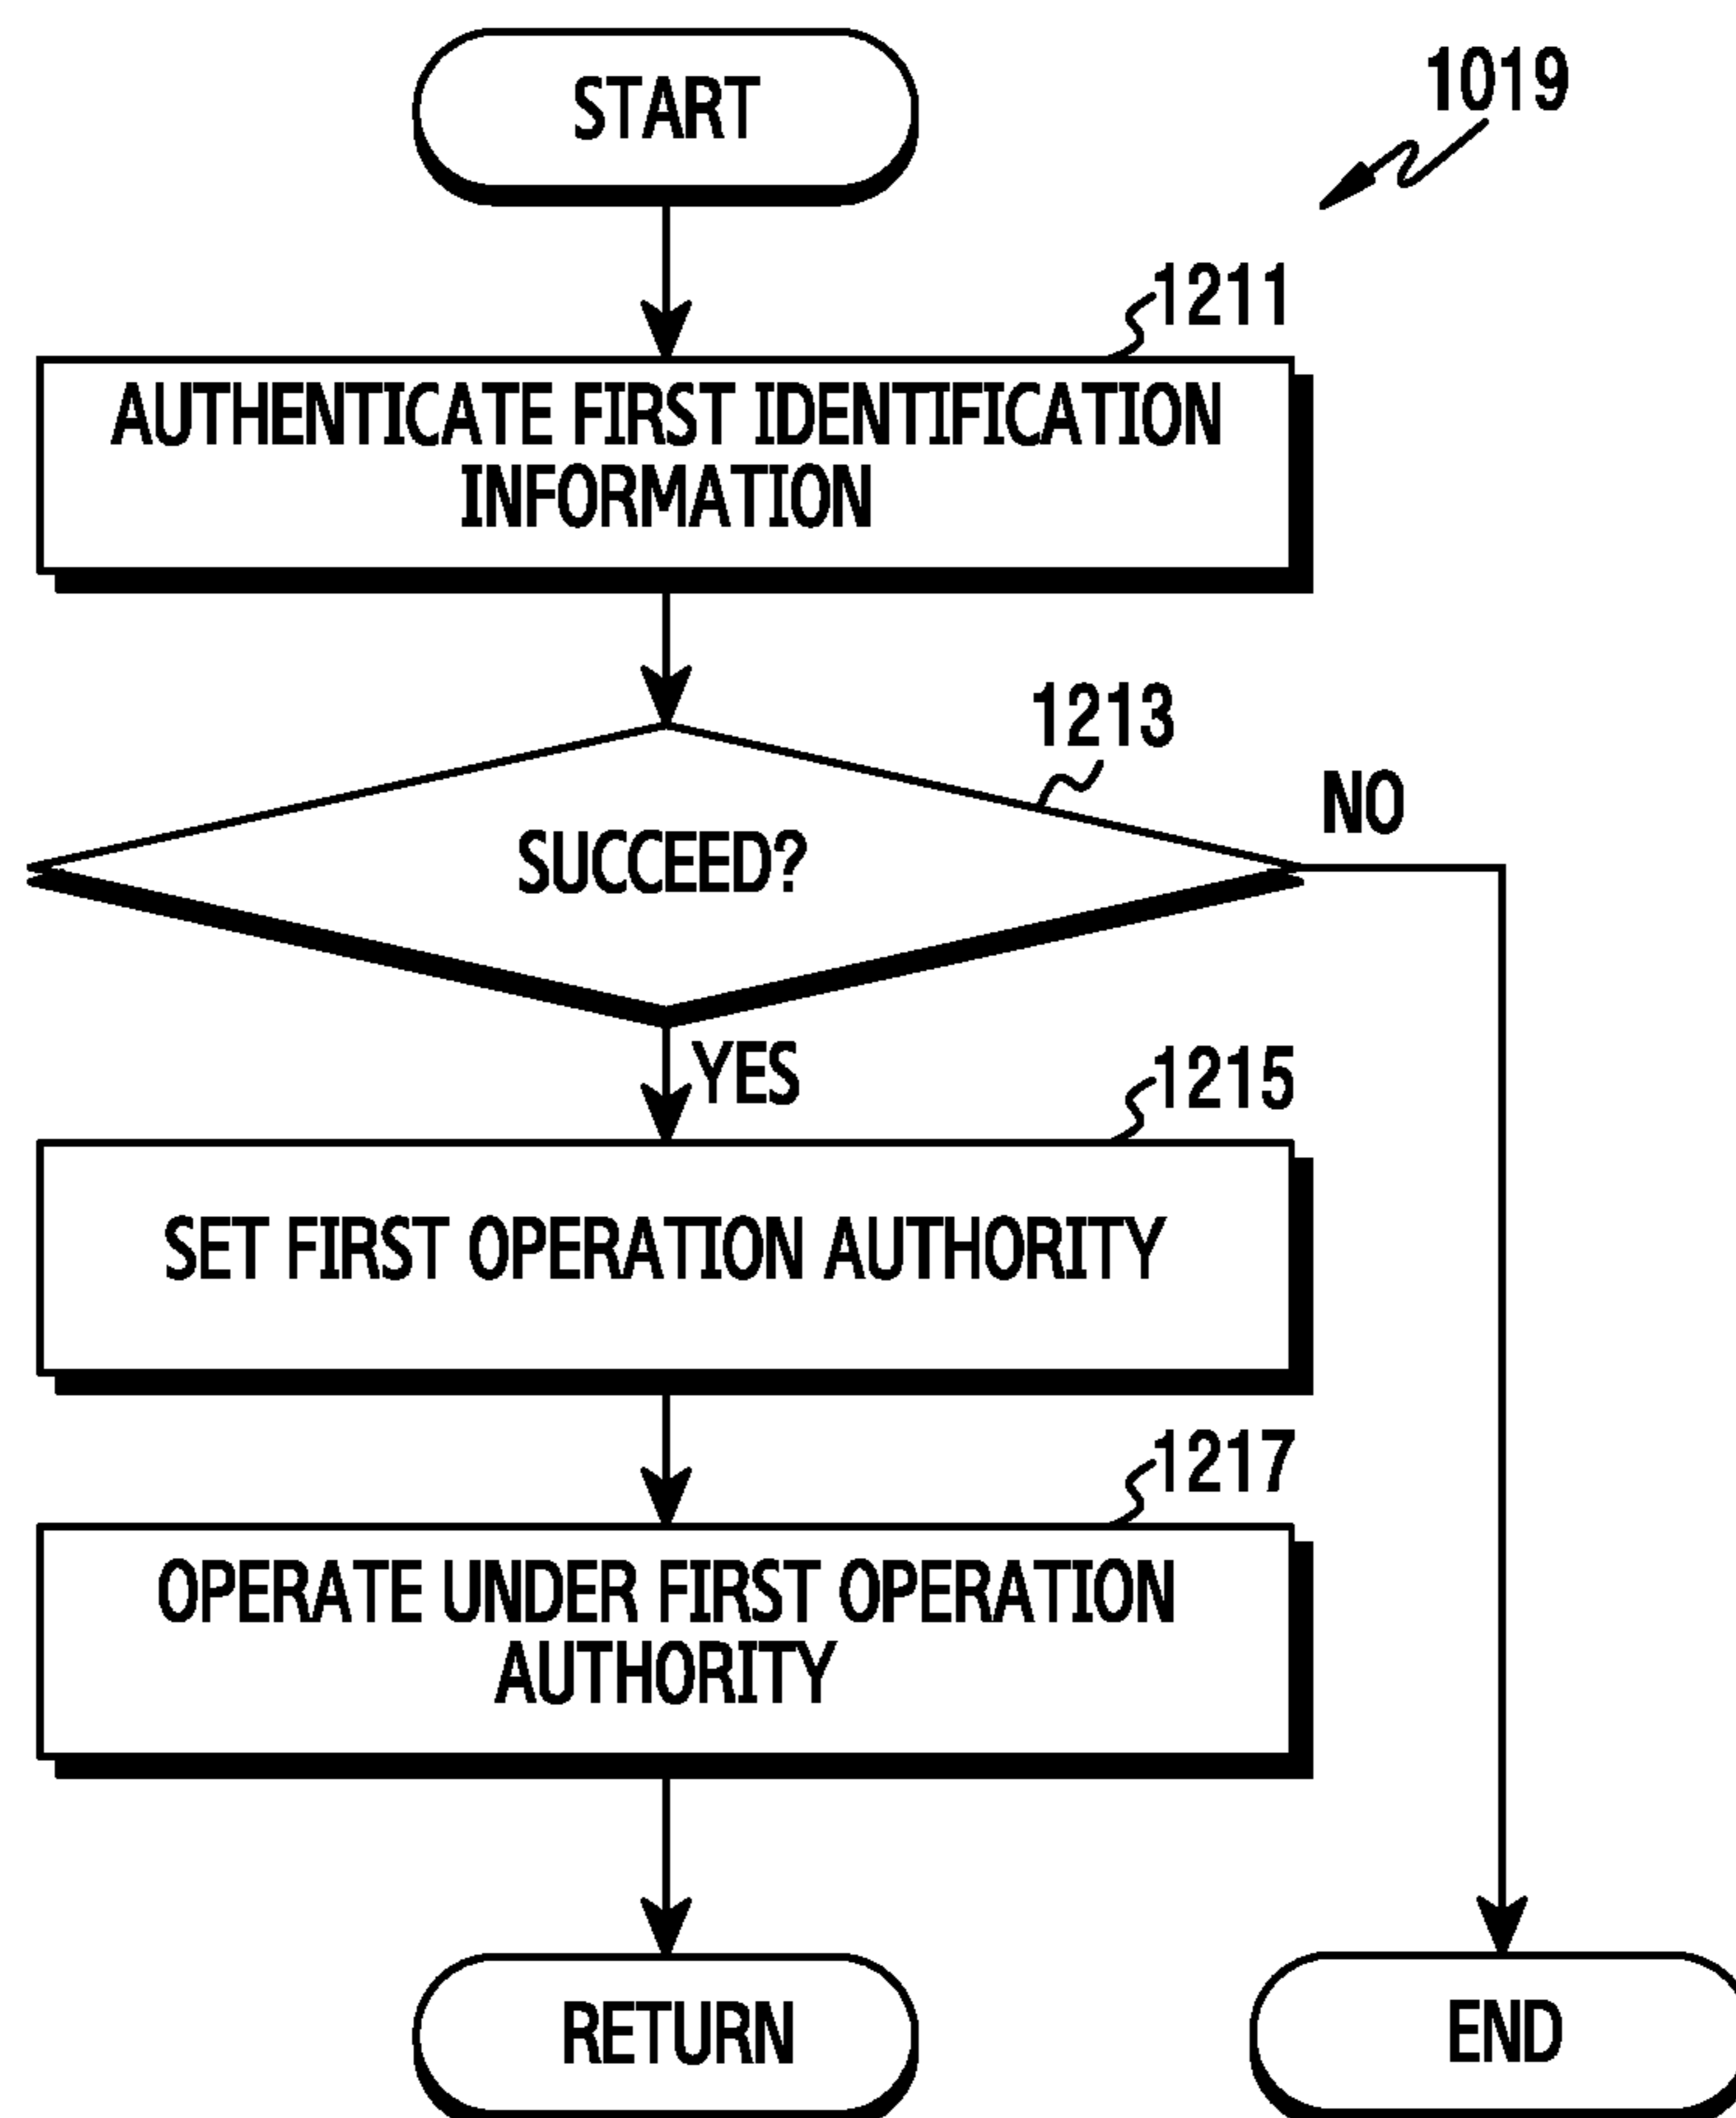 START
1019
1211
AUTHENTICATE FIRST IDENTIFICATION
INFORMATION
1213
NO
SUCCEED?
YES
1215
SET FIRST OPERATION AUTHORITY
1217
OPERATE UNDER FIRST OPERATION
AUTHORITY
RETURN
END